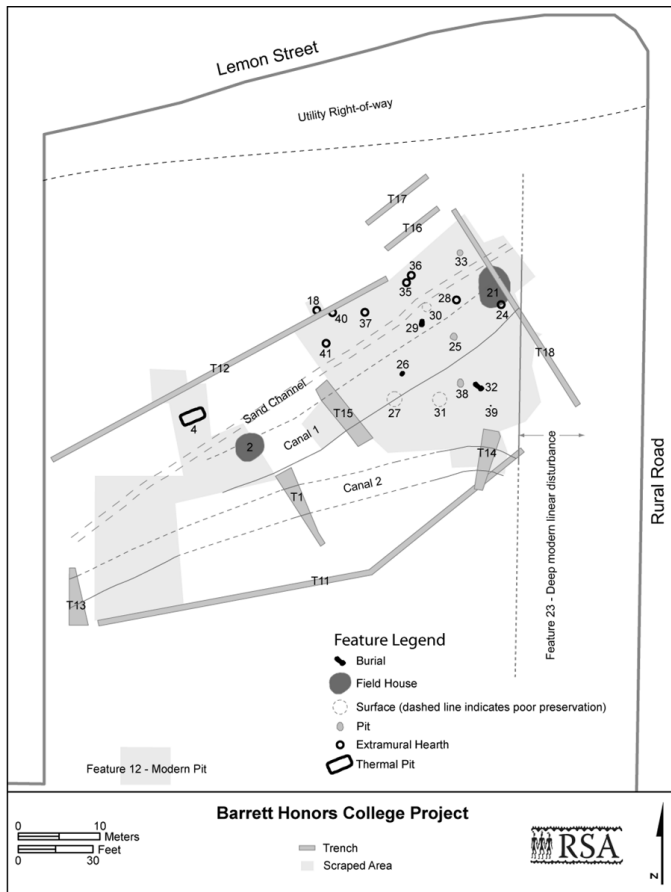 Lemon Street
Utility Right-of-way
T17
T16
33
36
35
21
18
40
37
28
30
24
29
41
25
T12
T18
26
38
32
Sand Channel
4
T15
27
31
39
Canal 1
2
T14
Canal 2
T1
T11
T13
Feature 23 - Deep modern linear disturbance
Rural Road
Feature Legend
Burial
Field House
Surface (dashed line indicates poor preservation)
Pit
Extramural Hearth
Thermal Pit
Feature 12 - Modern Pit
Barrett Honors College Project
0 10
Meters
Feet
0 30
Trench
Scraped Area
RSA
N